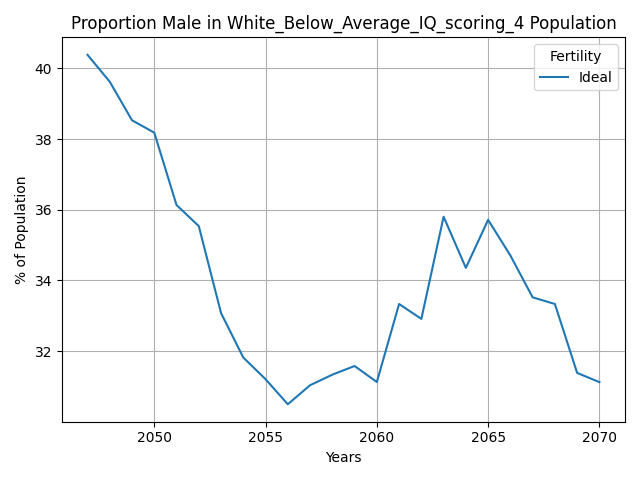 Proportion Male in White_Below_Average_IQ_scoring_4 Population
Fertility
Ideal
% of Population
40
38
36
34
32
2050 2055 2060 2065 2070
Years